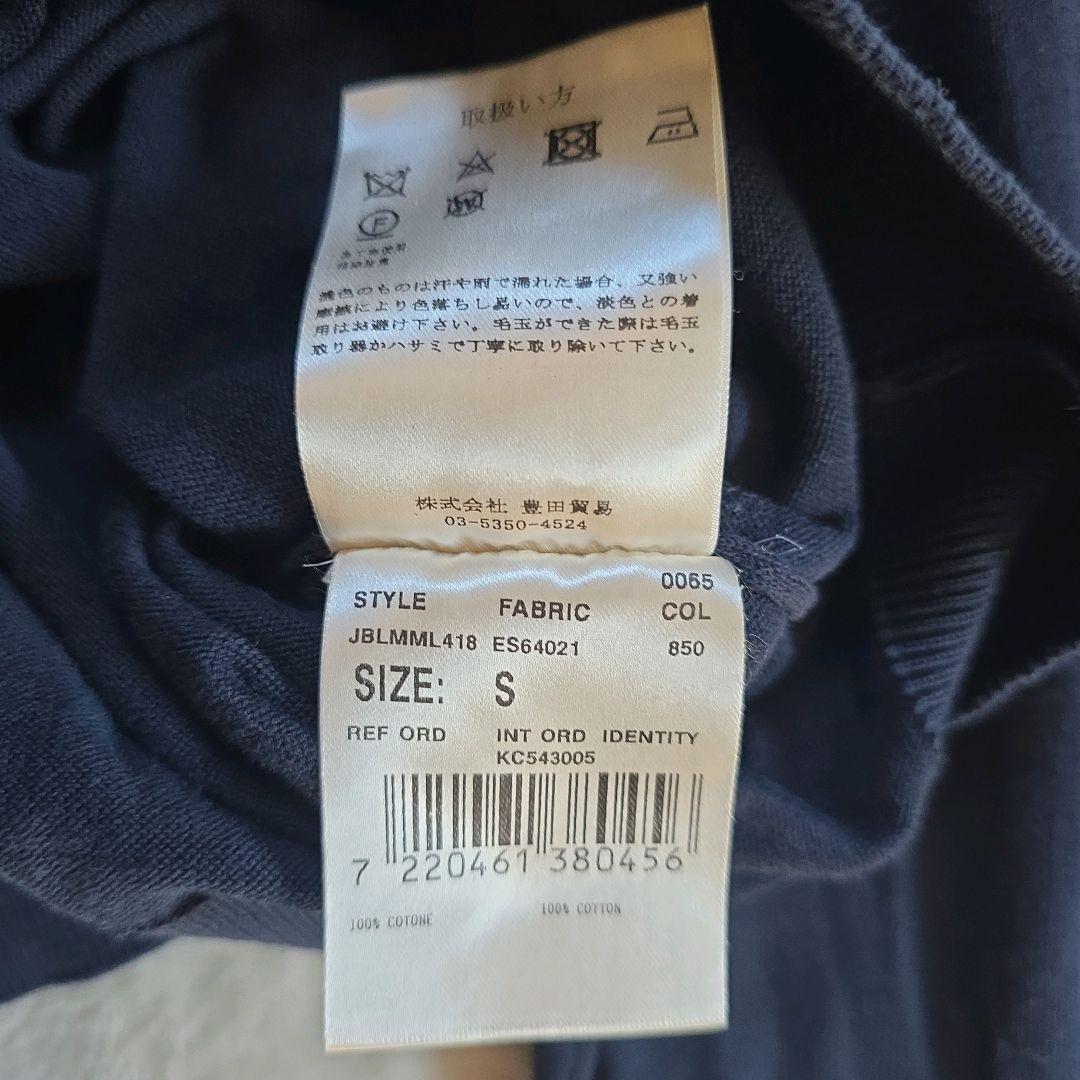 取扱い方
F
濃色のものは汗や雨で濡れた場合、又強い
摩擦により色落ちし易いので、淡色との着
用はお避け下さい。毛玉ができた際は毛玉
取り器かハサミで丁寧に取り除いて下さい。
株式会社 豊田貿易
03-5350-4524
0065
STYLE FABRIC COL
JBLMML418 ES64021 850
SIZE: S
REF ORD INT ORD IDENTITY
KC543005
7 220461 380456
100% COTONE 100% COTTON